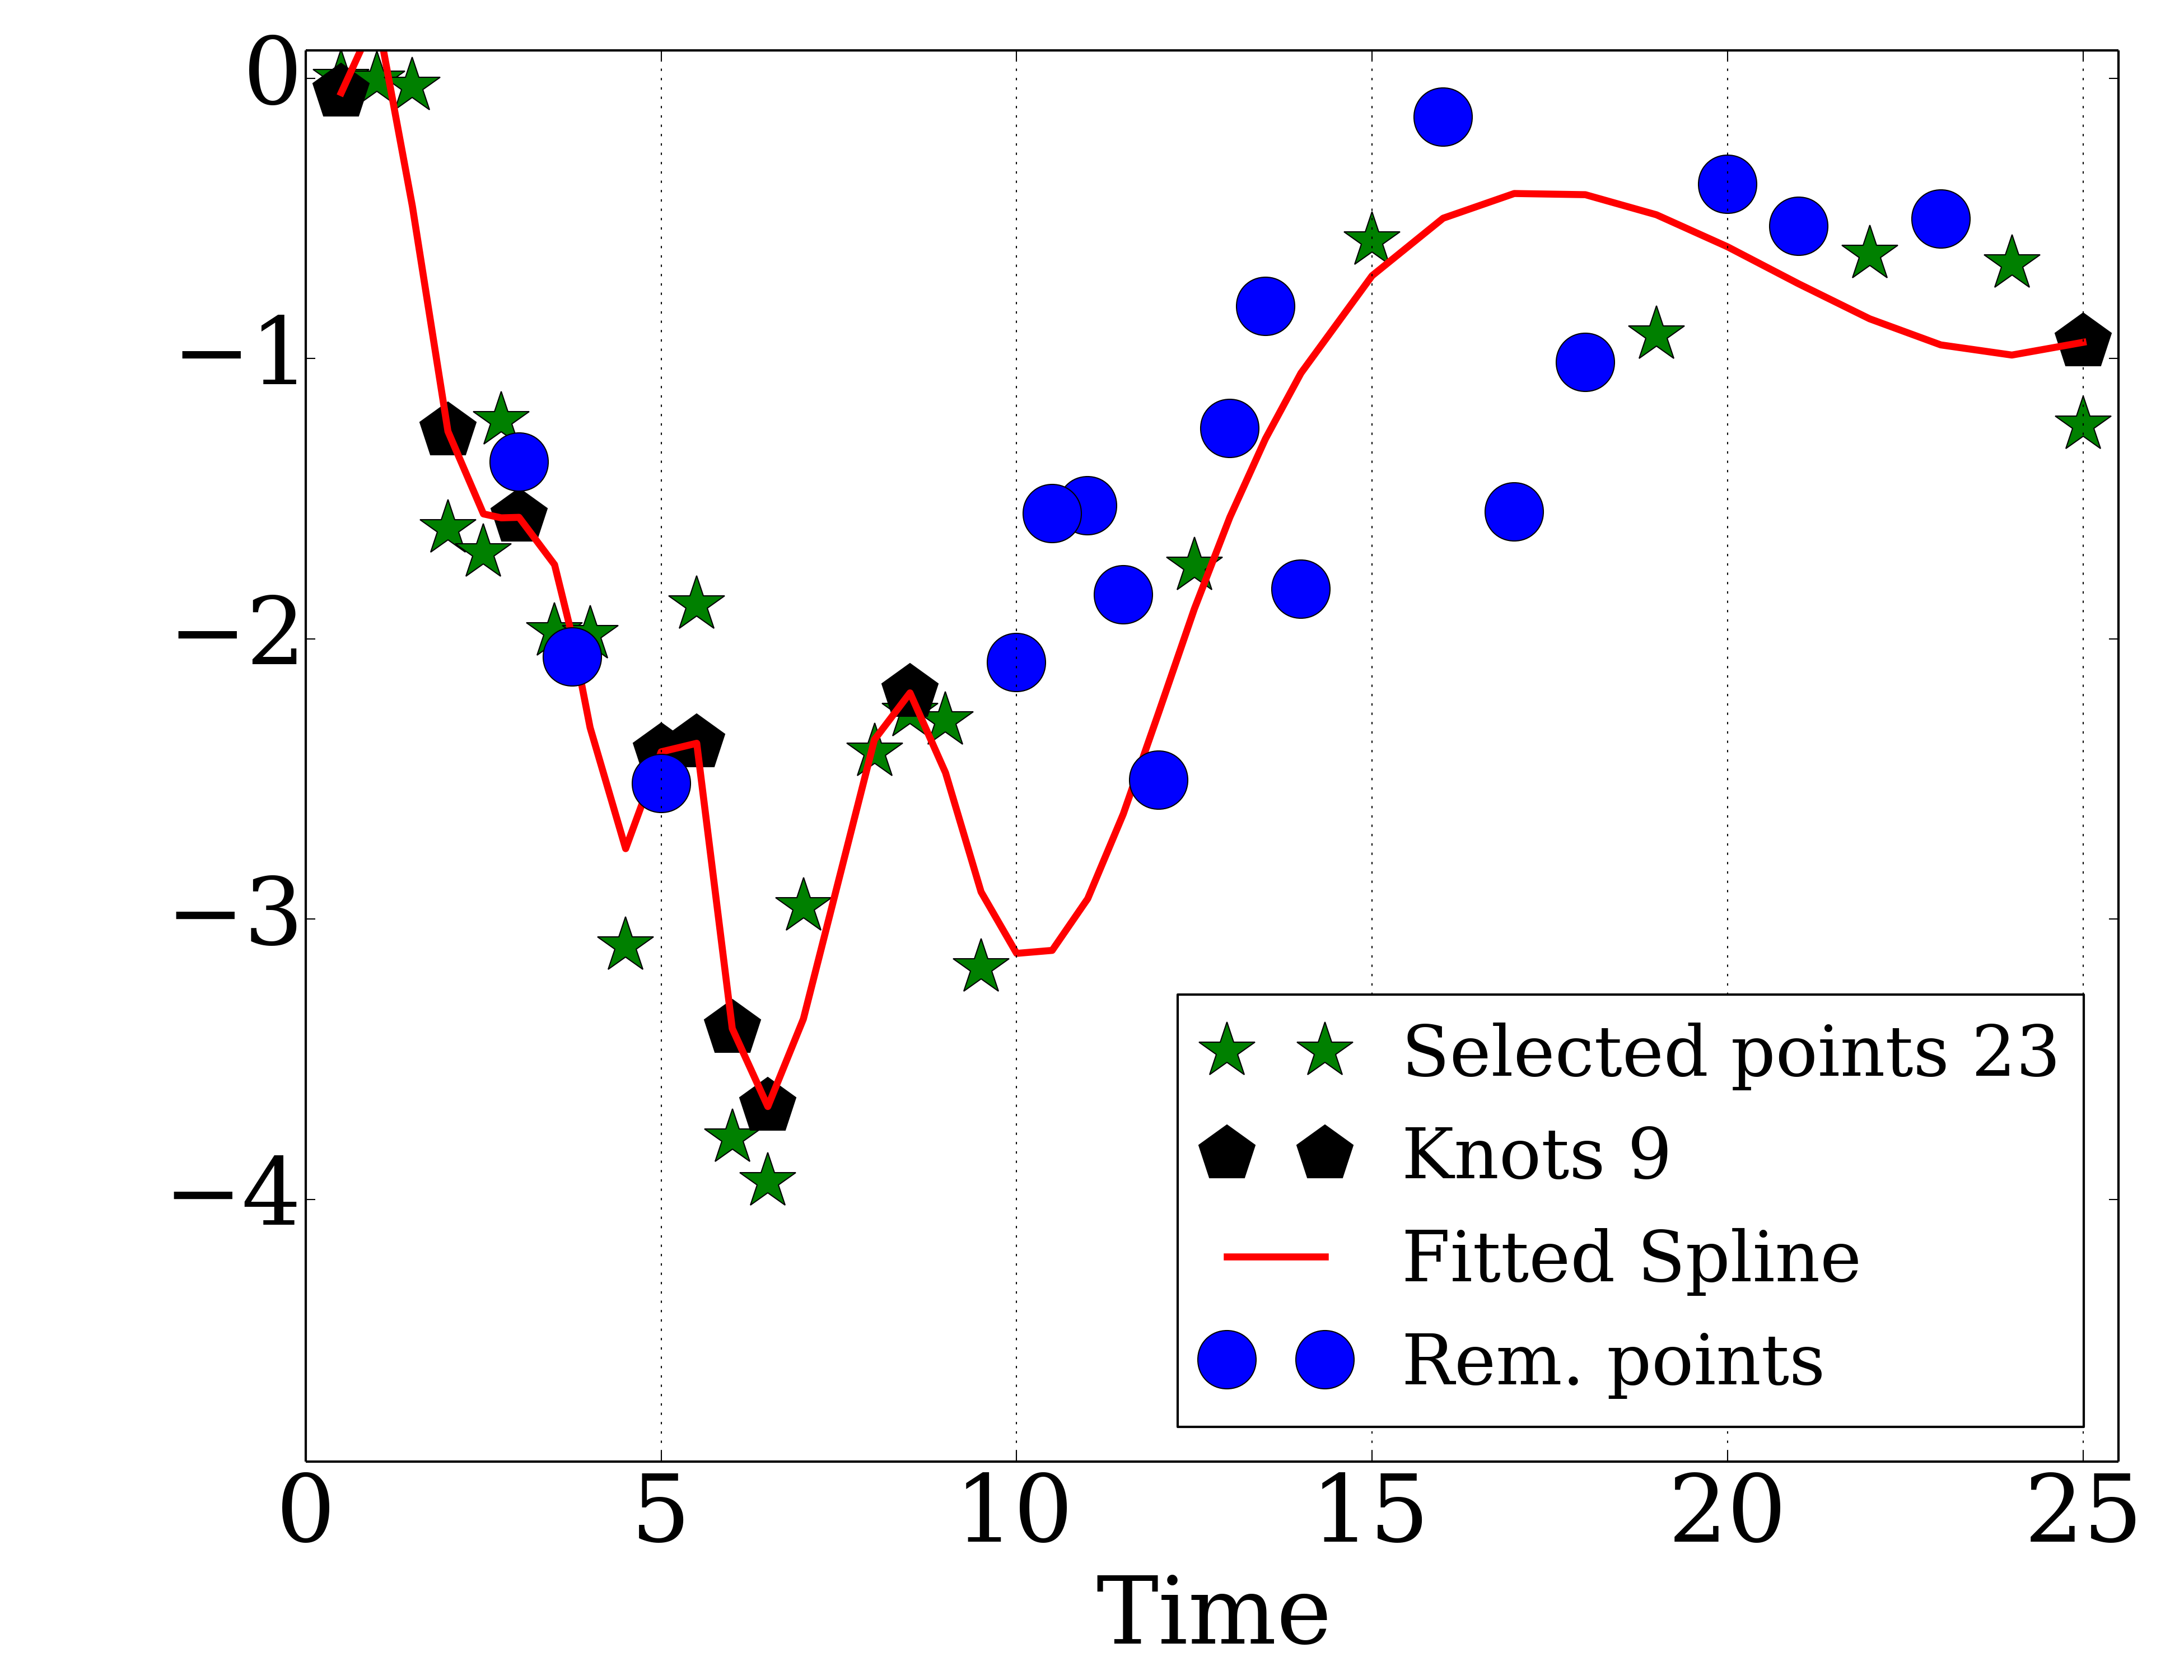 0
−1
−2
−3
−4
0 5 10 15 20 25
Time
Selected points 23
Knots 9
Fitted Spline
Rem. points